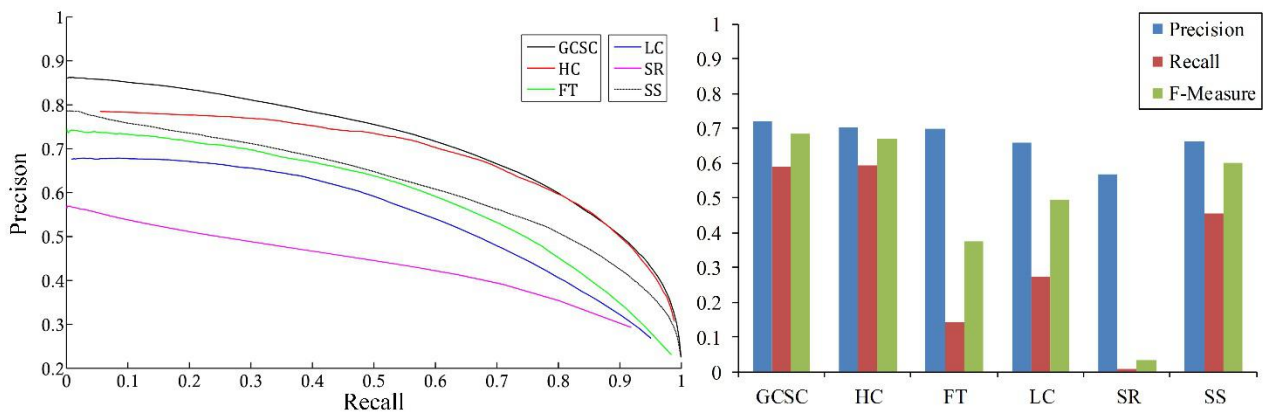 1
0.9
0.8
0.7
0.6
0.5
0.4
0.3
0.2
Precison
0 0.1 0.2 0.3 0.4 0.5 0.6 0.7 0.8 0.9 1
Recall
GCSC LC
HC SR
FT SS
1
0.9
0.8
0.7
0.6
0.5
0.4
0.3
0.2
0.1
0
GCSC HC FT LC SR SS
Precision
Recall
F-Measure